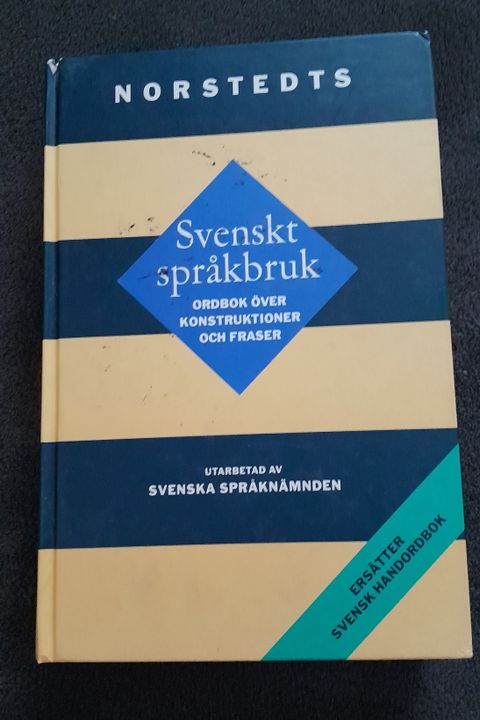 NORSTEDTS
Svenskt
språkbruk
ORDBOK ÖVER
KONSTRUKTIONER
OCH FRASER
UTARBETAD AV
SVENSKA SPRÅKNÄMNDEN
ERSÄTTER
SVENSK HANDORDBOK